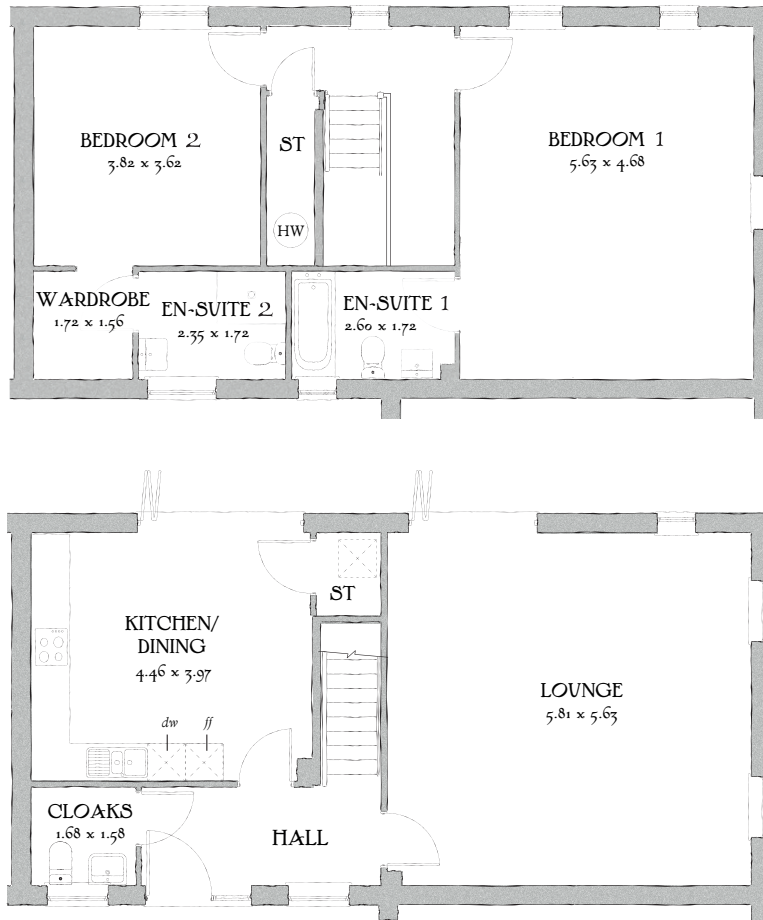 BEDROOM 2
3.82 x 3.62
ST
HW
BEDROOM 1
5.63 x 4.68
WARDROBE
1.72 x 1.56
EN-SUITE 2
2.35 x 1.72
EN-SUITE 1
2.60 x 1.72
ST
KITCHEN/
DINING
4.46 x 3.97
dw
ff
LOUNGE
5.81 x 5.63
CLOAKS
1.68 x 1.58
HALL